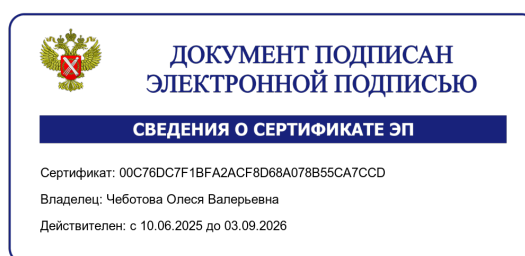 ДОКУМЕНТ ПОДПИСАН
ЭЛЕКТРОННОЙ ПОДПИСЬЮ
СВЕДЕНИЯ О СЕРТИФИКАТЕ ЭП
Сертификат: 00C76DC7F1BFA2ACF8D68A078B55CA7CCD
Владелец: Чеботова Олеся Валерьевна
Действителен: с 10.06.2025 до 03.09.2026